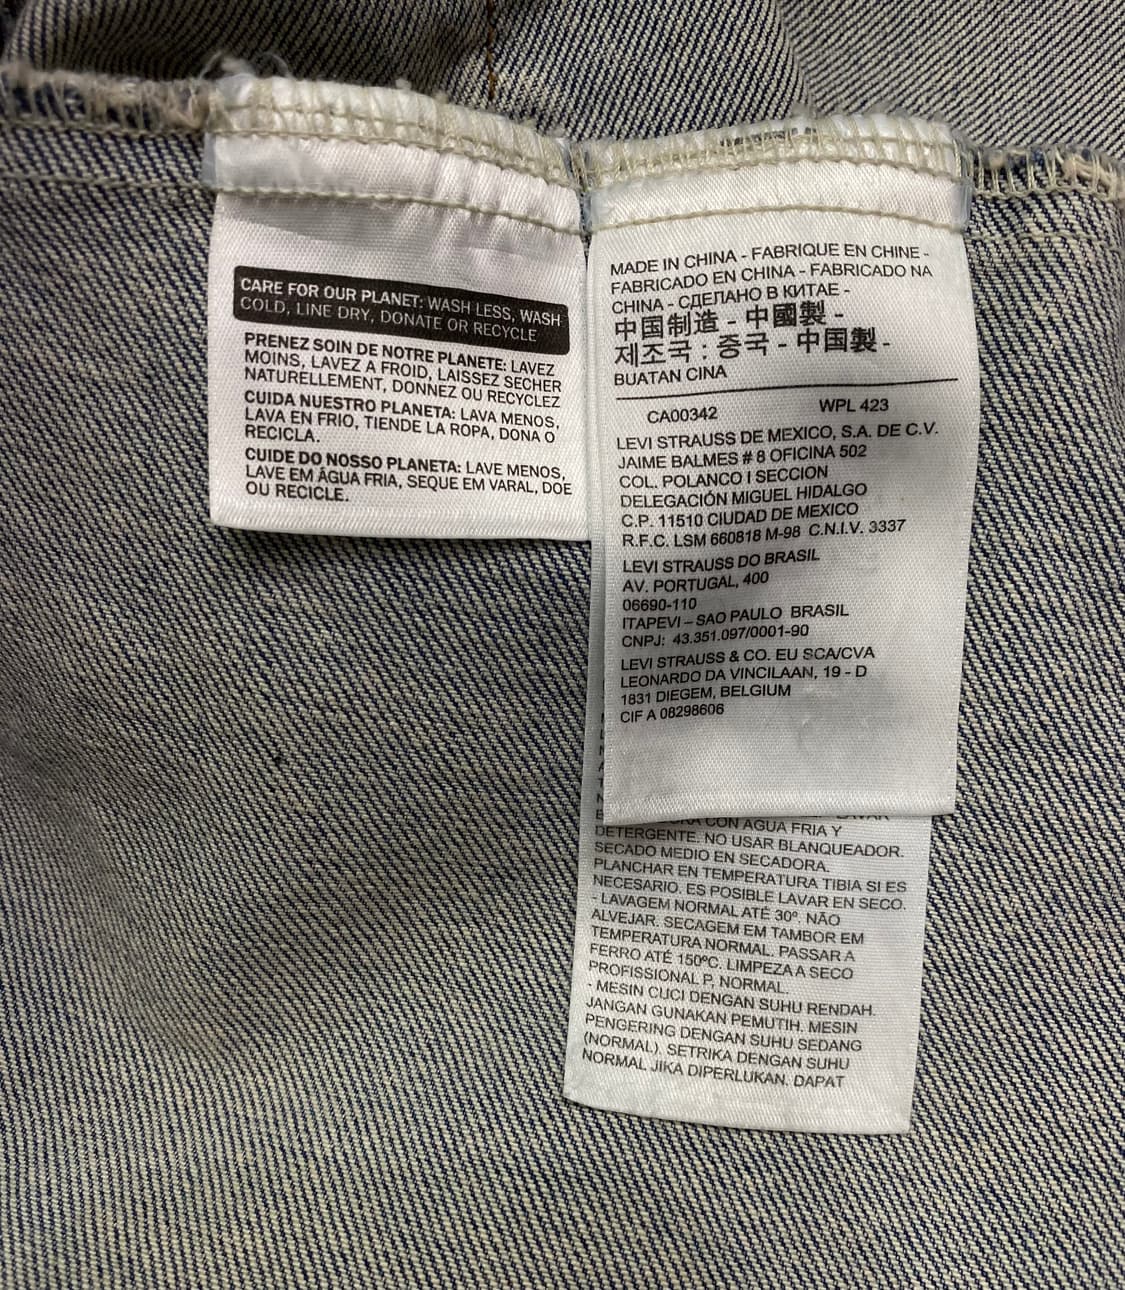 CARE FOR OUR PLANET: WASH LESS, WASH
COLD, LINE DRY, DONATE OR RECYCLE
PRENEZ SOIN DE NOTRE PLANETE: LAVEZ
MOINS, LAVEZ A FROID, LAISSEZ SECHER
NATURELLEMENT, DONNEZ OU RECYCLEZ
CUIDA NUESTRO PLANETA: LAVA MENOS,
LAVA EN FRIO, TIENDE LA ROPA, DONA O
RECICLA.
CUIDE DO NOSSO PLANETA: LAVE MENOS,
LAVE EM ÂGUA FRIA, SEQUE EM VARAL, DOE
OU RECICLE.
MADE IN CHINA - FABRIQUE EN CHINE -
FABRICADO EN CHINA - FABRICADO NA
CHINA - СДЕЛАНО В КИТАЕ -
中国制造 - 中國製 -
제조국 : 중국 - 中国製 -
BUATAN CINA
CA00342 WPL 423
LEVI STRAUSS DE MEXICO, S.A. DE C.V.
JAIME BALMES # 8 OFICINA 502
COL. POLANCO I SECCION
DELEGACIÓN MIGUEL HIDALGO
C.P. 11510 CIUDAD DE MEXICO
R.F.C. LSM 660818 M-98 C.N.I.V. 3337
LEVI STRAUSS DO BRASIL
AV. PORTUGAL, 400
06690-110
ITAPEVI – SAO PAULO BRASIL
CNPJ: 43.351.097/0001-90
LEVI STRAUSS & CO. EU SCA/CVA
LEONARDO DA VINCILAAN, 19 - D
1831 DIEGEM, BELGIUM
CIF A 08298606
CON AGUA FRIA Y
DETERGENTE. NO USAR BLANQUEADOR.
SECADO MEDIO EN SECADORA.
PLANCHAR EN TEMPERATURA TIBIA SI ES
NECESARIO. ES POSIBLE LAVAR EN SECO.
- LAVAGEM NORMAL ATÉ 30º. NÃO
ALVEJAR. SECAGEM EM TAMBOR EM
TEMPERATURA NORMAL. PASSAR A
FERRO ATÉ 150ºC. LIMPEZA A SECO
PROFISSIONAL P, NORMAL.
- MESIN CUCI DENGAN SUHU RENDAH.
JANGAN GUNAKAN PEMUTIH. MESIN
PENGERING DENGAN SUHU SEDANG
(NORMAL). SETRIKA DENGAN SUHU
NORMAL JIKA DIPERLUKAN. DAPAT